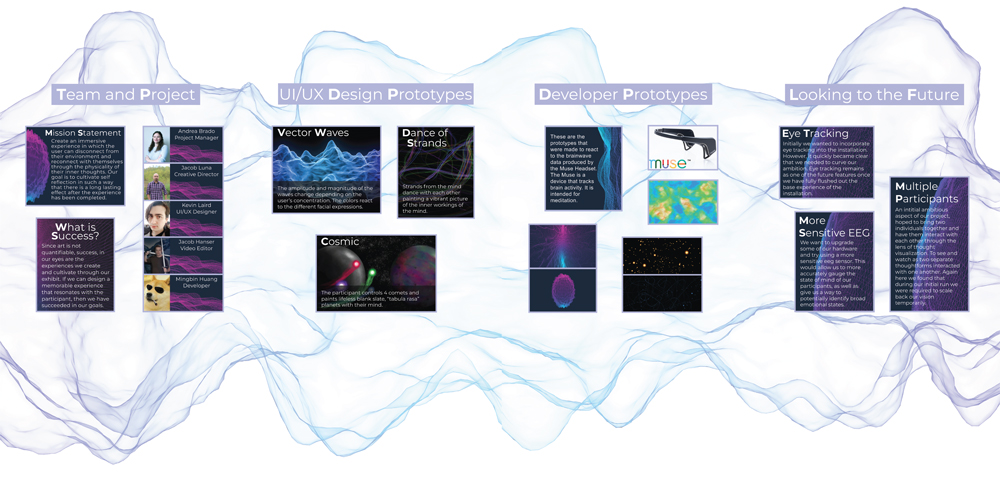 Team and Project
Mission Statement
Create an immersive
experience in which the
user can disconnect from
their environment and
reconnect with themselves
through the physicality of
their inner thoughts. Our
goal is to cultivate self
reflection in such a way
that there is a long lasting
affect after the experience
has been completed.
What is
Success?
Since art is not
quantifiable, success, in
our eyes are the
experiences we create
and cultivate through our
exhibit. If we can design a
memorable experience
that resonates with the
participant, then we have
succeeded in our goals.
Andrea Brado
Project Manager
Jacob Luna
Creative Director
Kevin Laird
UI/UX Designer
Jacob Hanser
Video Editor
Mingbin Huang
Developer
UI/UX Design Prototypes
Vector Waves
The amplitude and magnitude of the
waves change depending on the
user's concentration. The colors react
to the different facial expressions.
Dance of
Strands
Strands from the mind
dance with each other
painting a vibrant picture
of the inner workings of
the mind.
Cosmic
The participant controls 4 comets and
paints lifeless blank slate, "tabula rasa"
planets with their mind.
Developer Prototypes
These are the
prototypes that
were made to react
to the brainwave
data produced by
the Muse Headset.
The Muse is a
device that tracks
brain activity. It is
intended for
meditation.
muse™
Looking to the Future
Eye Tracking
Initially we wanted to incorporate
eye tracking into the installation.
However, it quickly became clear
that we needed to curve our
ambition. Eye tracking remains
as one of the future features once
we have fully flushed out the
base experience of the
installation.
More
Sensitive EEG
We want to upgrade
some of our hardware
and try using a more
sensitive eeg sensor. This
would allow us to more
accurately gauge the
state of mind of our
participants, as well as
give us a way to
potentially identify broad
emotional states.
Multiple
Participants
An intital ambitious
aspect of our project,
hoped to bring two
individuals together and
have them interact with
each other through the
lens of thought
visualization. To see and
watch as two separate
thoughtforms interacted
with one another. Again
here we found that
during our initial run we
were required to scale
back our vision
temporarily.